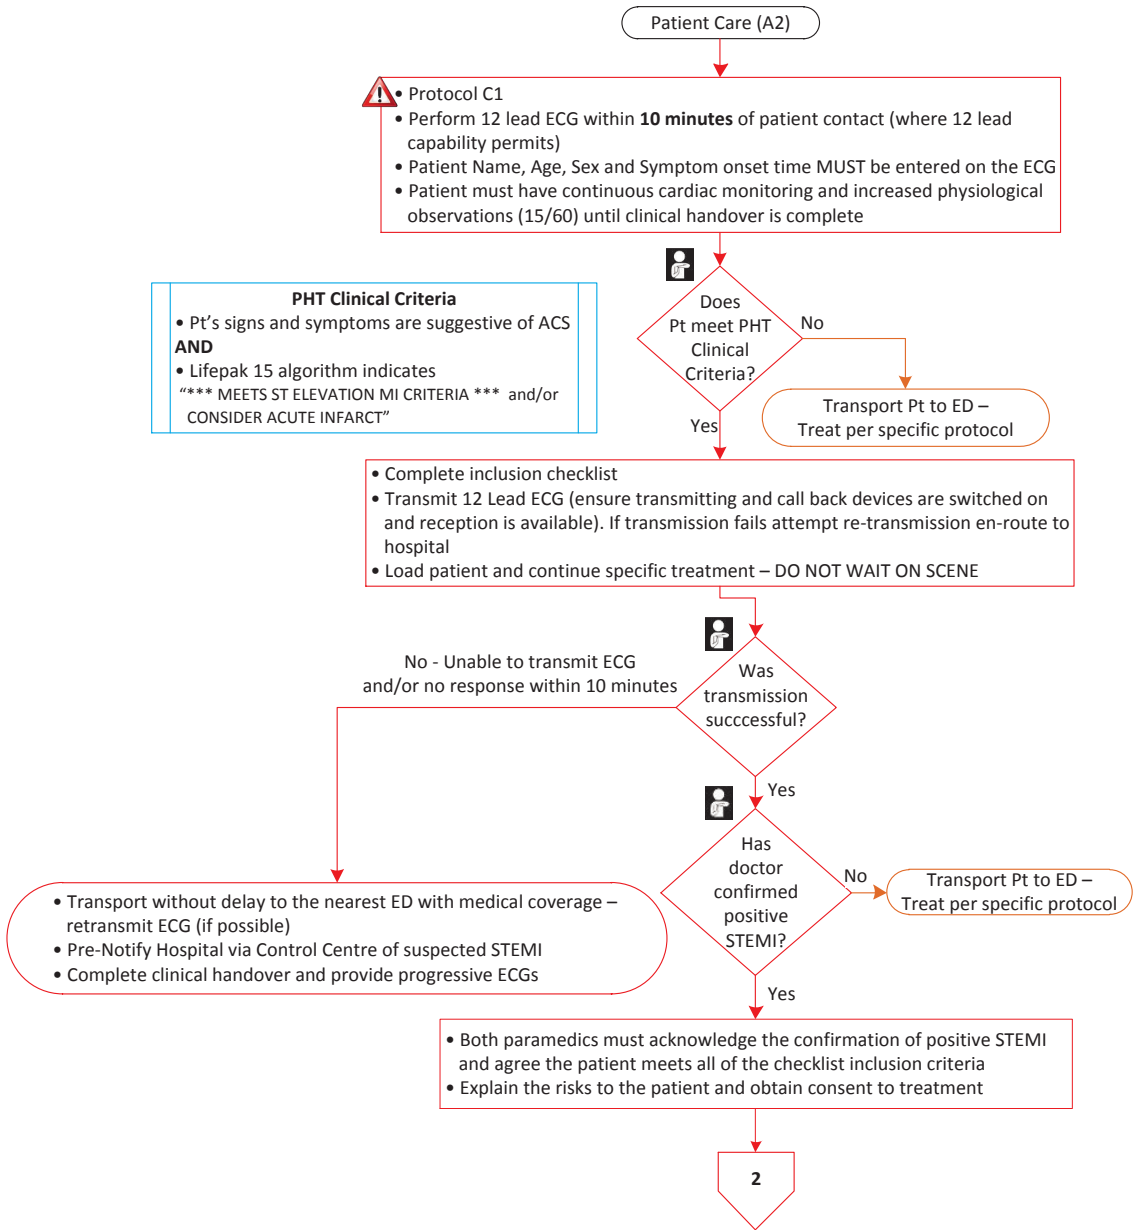 Patient Care (A2)
• Protocol C1
• Perform 12 lead ECG within 10 minutes of patient contact (where 12 lead
capability permits)
• Patient Name, Age, Sex and Symptom onset time MUST be entered on the ECG
• Patient must have continuous cardiac monitoring and increased physiological
observations (15/60) until clinical handover is complete
PHT Clinical Criteria
• Pt’s signs and symptoms are suggestive of ACS
AND
• Lifepak 15 algorithm indicates
“*** MEETS ST ELEVATION MI CRITERIA *** and/or
CONSIDER ACUTE INFARCT”
Does
Pt meet PHT
Clinical
Criteria?
No
Transport Pt to ED –
Treat per specific protocol
Yes
• Complete inclusion checklist
• Transmit 12 Lead ECG (ensure transmitting and call back devices are switched on
and reception is available). If transmission fails attempt re-transmission en-route to
hospital
• Load patient and continue specific treatment – DO NOT WAIT ON SCENE
No - Unable to transmit ECG
and/or no response within 10 minutes
Was
transmission
succcessful?
Yes
Has
doctor
confirmed
positive
STEMI?
No
Transport Pt to ED –
Treat per specific protocol
• Transport without delay to the nearest ED with medical coverage –
retransmit ECG (if possible)
• Pre-Notify Hospital via Control Centre of suspected STEMI
• Complete clinical handover and provide progressive ECGs
Yes
• Both paramedics must acknowledge the confirmation of positive STEMI
and agree the patient meets all of the checklist inclusion criteria
• Explain the risks to the patient and obtain consent to treatment
2